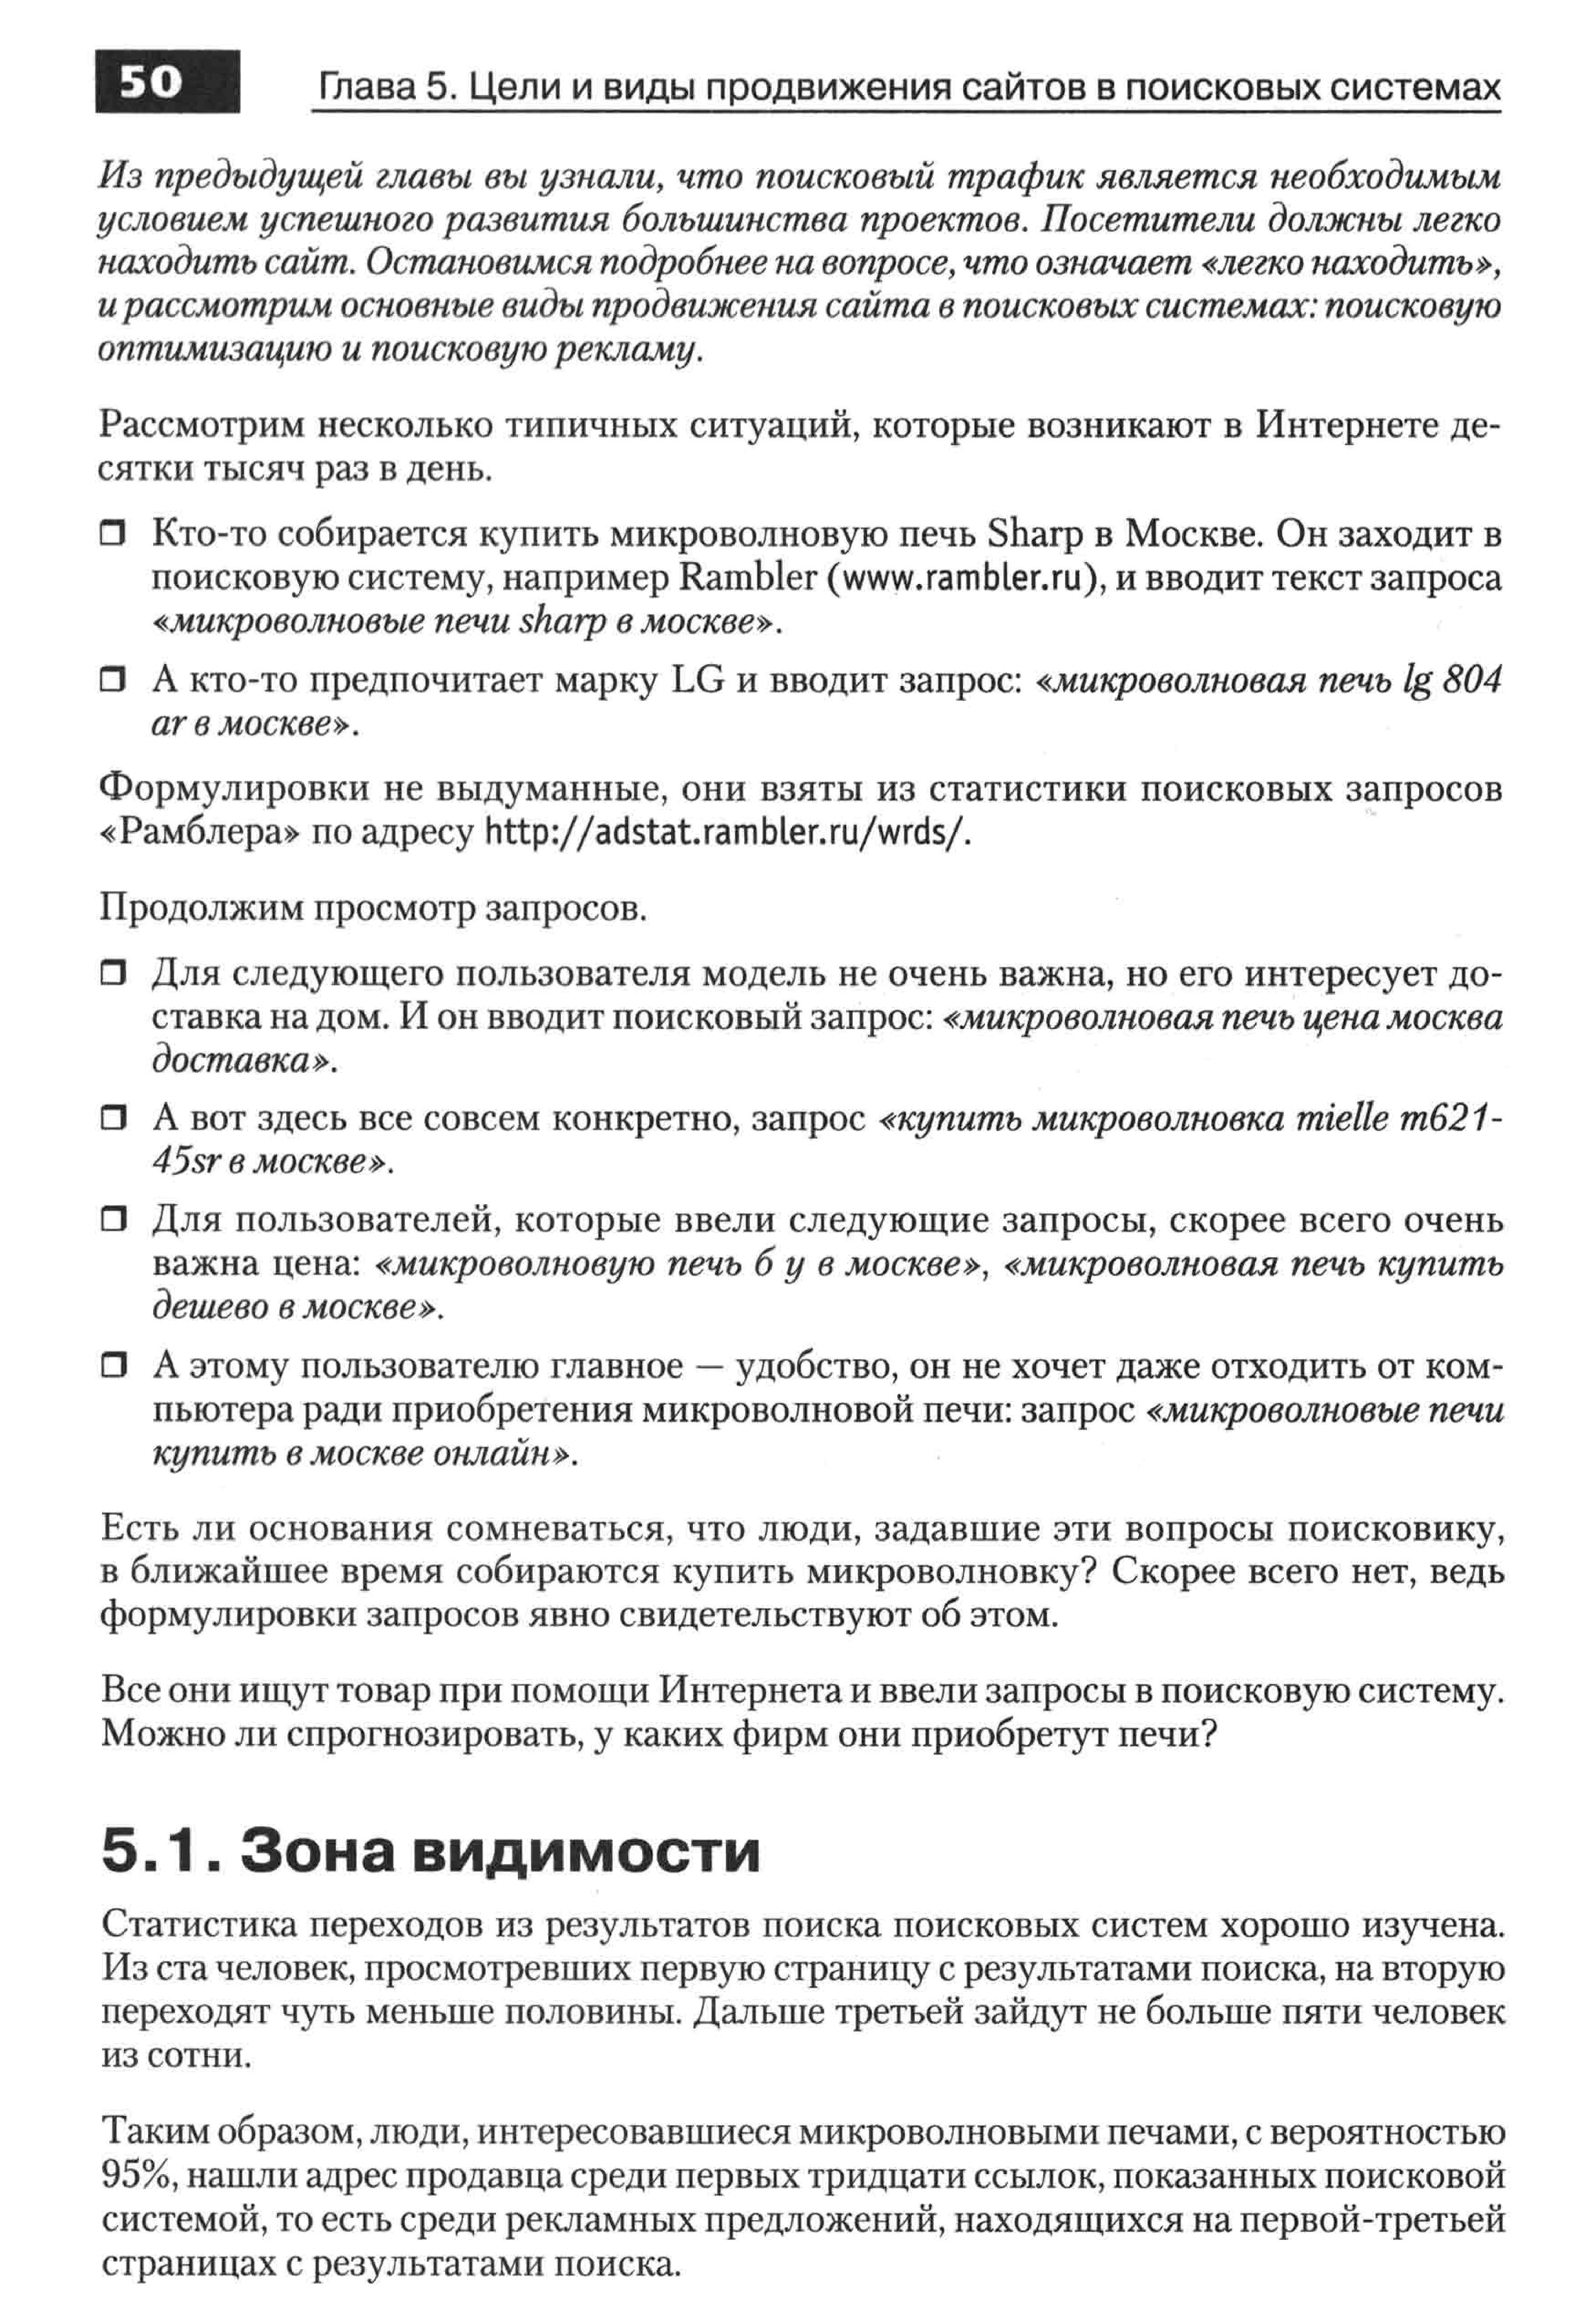 50
Глава 5. Цели и виды продвижения сайтов в поисковых системах
Из предыдущей главы вы узнали, что поисковый трафик является необходимым
условием успешного развития большинства проектов. Посетители должны легко
находить сайт. Остановимся подробнее на вопросе, что означает «легко находить»,
и рассмотрим основные виды продвижения сайта в поисковых системах: поисковую
оптимизацию и поисковую рекламу.
Рассмотрим несколько типичных ситуаций, которые возникают в Интернете де-
сятки тысяч раз в день.
❒ Кто-то собирается купить микроволновую печь Sharp в Москве. Он заходит в
поисковую систему, например Rambler (www.rambler.ru), и вводит текст запроса
«микроволновые печи sharp в москве».
❒ А кто-то предпочитает марку LG и вводит запрос: «микроволновая печь lg 804
ar в москве».
Формулировки не выдуманные, они взяты из статистики поисковых запросов
«Рамблера» по адресу http://adstat.rambler.ru/wrds/.
Продолжим просмотр запросов.
❒ Для следующего пользователя модель не очень важна, но его интересует до-
ставка на дом. И он вводит поисковый запрос: «микроволновая печь цена москва
доставка».
❒ А вот здесь все совсем конкретно, запрос «купить микроволновка mielle m621-
45sr в москве».
❒ Для пользователей, которые ввели следующие запросы, скорее всего очень
важна цена: «микроволновую печь б у в москве», «микроволновая печь купить
дешево в москве».
❒ А этому пользователю главное — удобство, он не хочет даже отходить от ком-
пьютера ради приобретения микроволновой печи: запрос «микроволновые печи
купить в москве онлайн».
Есть ли основания сомневаться, что люди, задавшие эти вопросы поисковику,
в ближайшее время собираются купить микроволновку? Скорее всего нет, ведь
формулировки запросов явно свидетельствуют об этом.
Все они ищут товар при помощи Интернета и ввели запросы в поисковую систему.
Можно ли спрогнозировать, у каких фирм они приобретут печи?
5.1. Зона видимости
Статистика переходов из результатов поиска поисковых систем хорошо изучена.
Из ста человек, просмотревших первую страницу с результатами поиска, на вторую
переходят чуть меньше половины. Дальше третьей зайдут не больше пяти человек
из сотни.
Таким образом, люди, интересовавшиеся микроволновыми печами, с вероятностью
95%, нашли адрес продавца среди первых тридцати ссылок, показанных поисковой
системой, то есть среди рекламных предложений, находящихся на первой-третьей
страницах с результатами поиска.